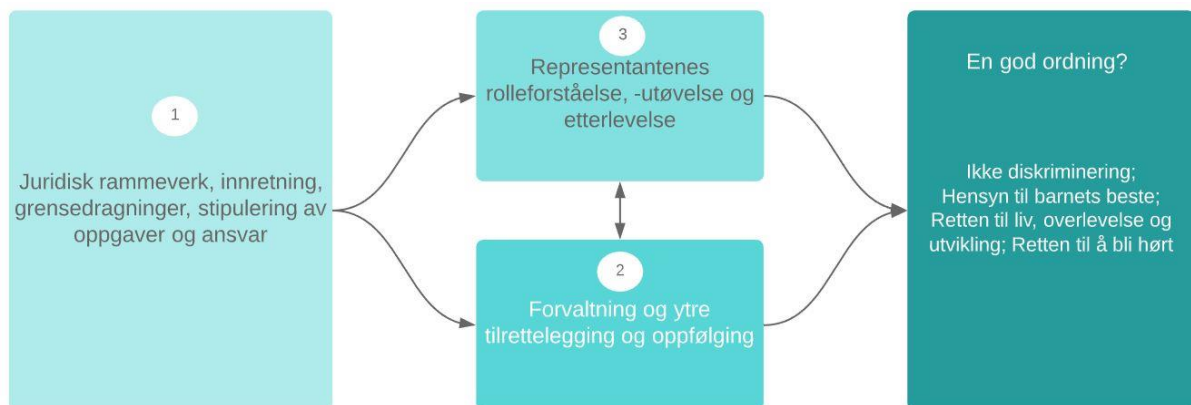 1
Juridisk rammeverk, innretning,
grensedragninger, stipulering av
oppgaver og ansvar
3
Representantenes
rolleforståelse, -utøvelse og
etterlevelse
2
Forvaltning og ytre
tilrettelegging og oppfølging
En god ordning?
Ikke diskriminering;
Hensyn til barnets beste;
Retten til liv, overlevelse og
utvikling; Retten til å bli hørt